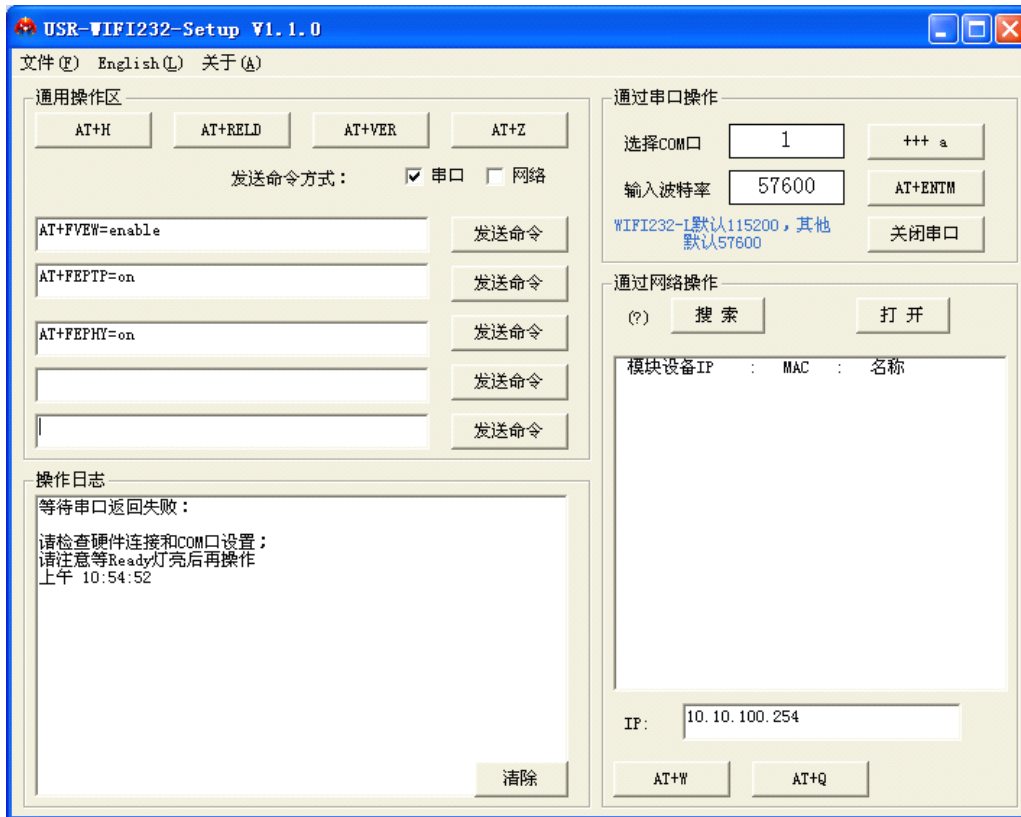 USR-WIFI232-Setup V1.1.0
文件(F) English(L) 关于(A)
通用操作区
AT+H AT+RELD AT+VER AT+Z
发送命令方式： 串口 网络
AT+FVEW=enable 发送命令
AT+FEPTP=on 发送命令
AT+FEPHY=on 发送命令
发送命令
发送命令
操作日志
等待串口返回失败：
请检查硬件连接和COM口设置；
请注意等Ready灯亮后再操作
上午 10:54:52
清除
通过串口操作
选择COM口 1 +++ a
输入波特率 57600 AT+ENTM
WIFI232-L默认115200，其他
默认57600
关闭串口
通过网络操作
(?) 搜 索 打 开
模块设备IP : MAC : 名称
IP: 10.10.100.254
AT+W AT+Q